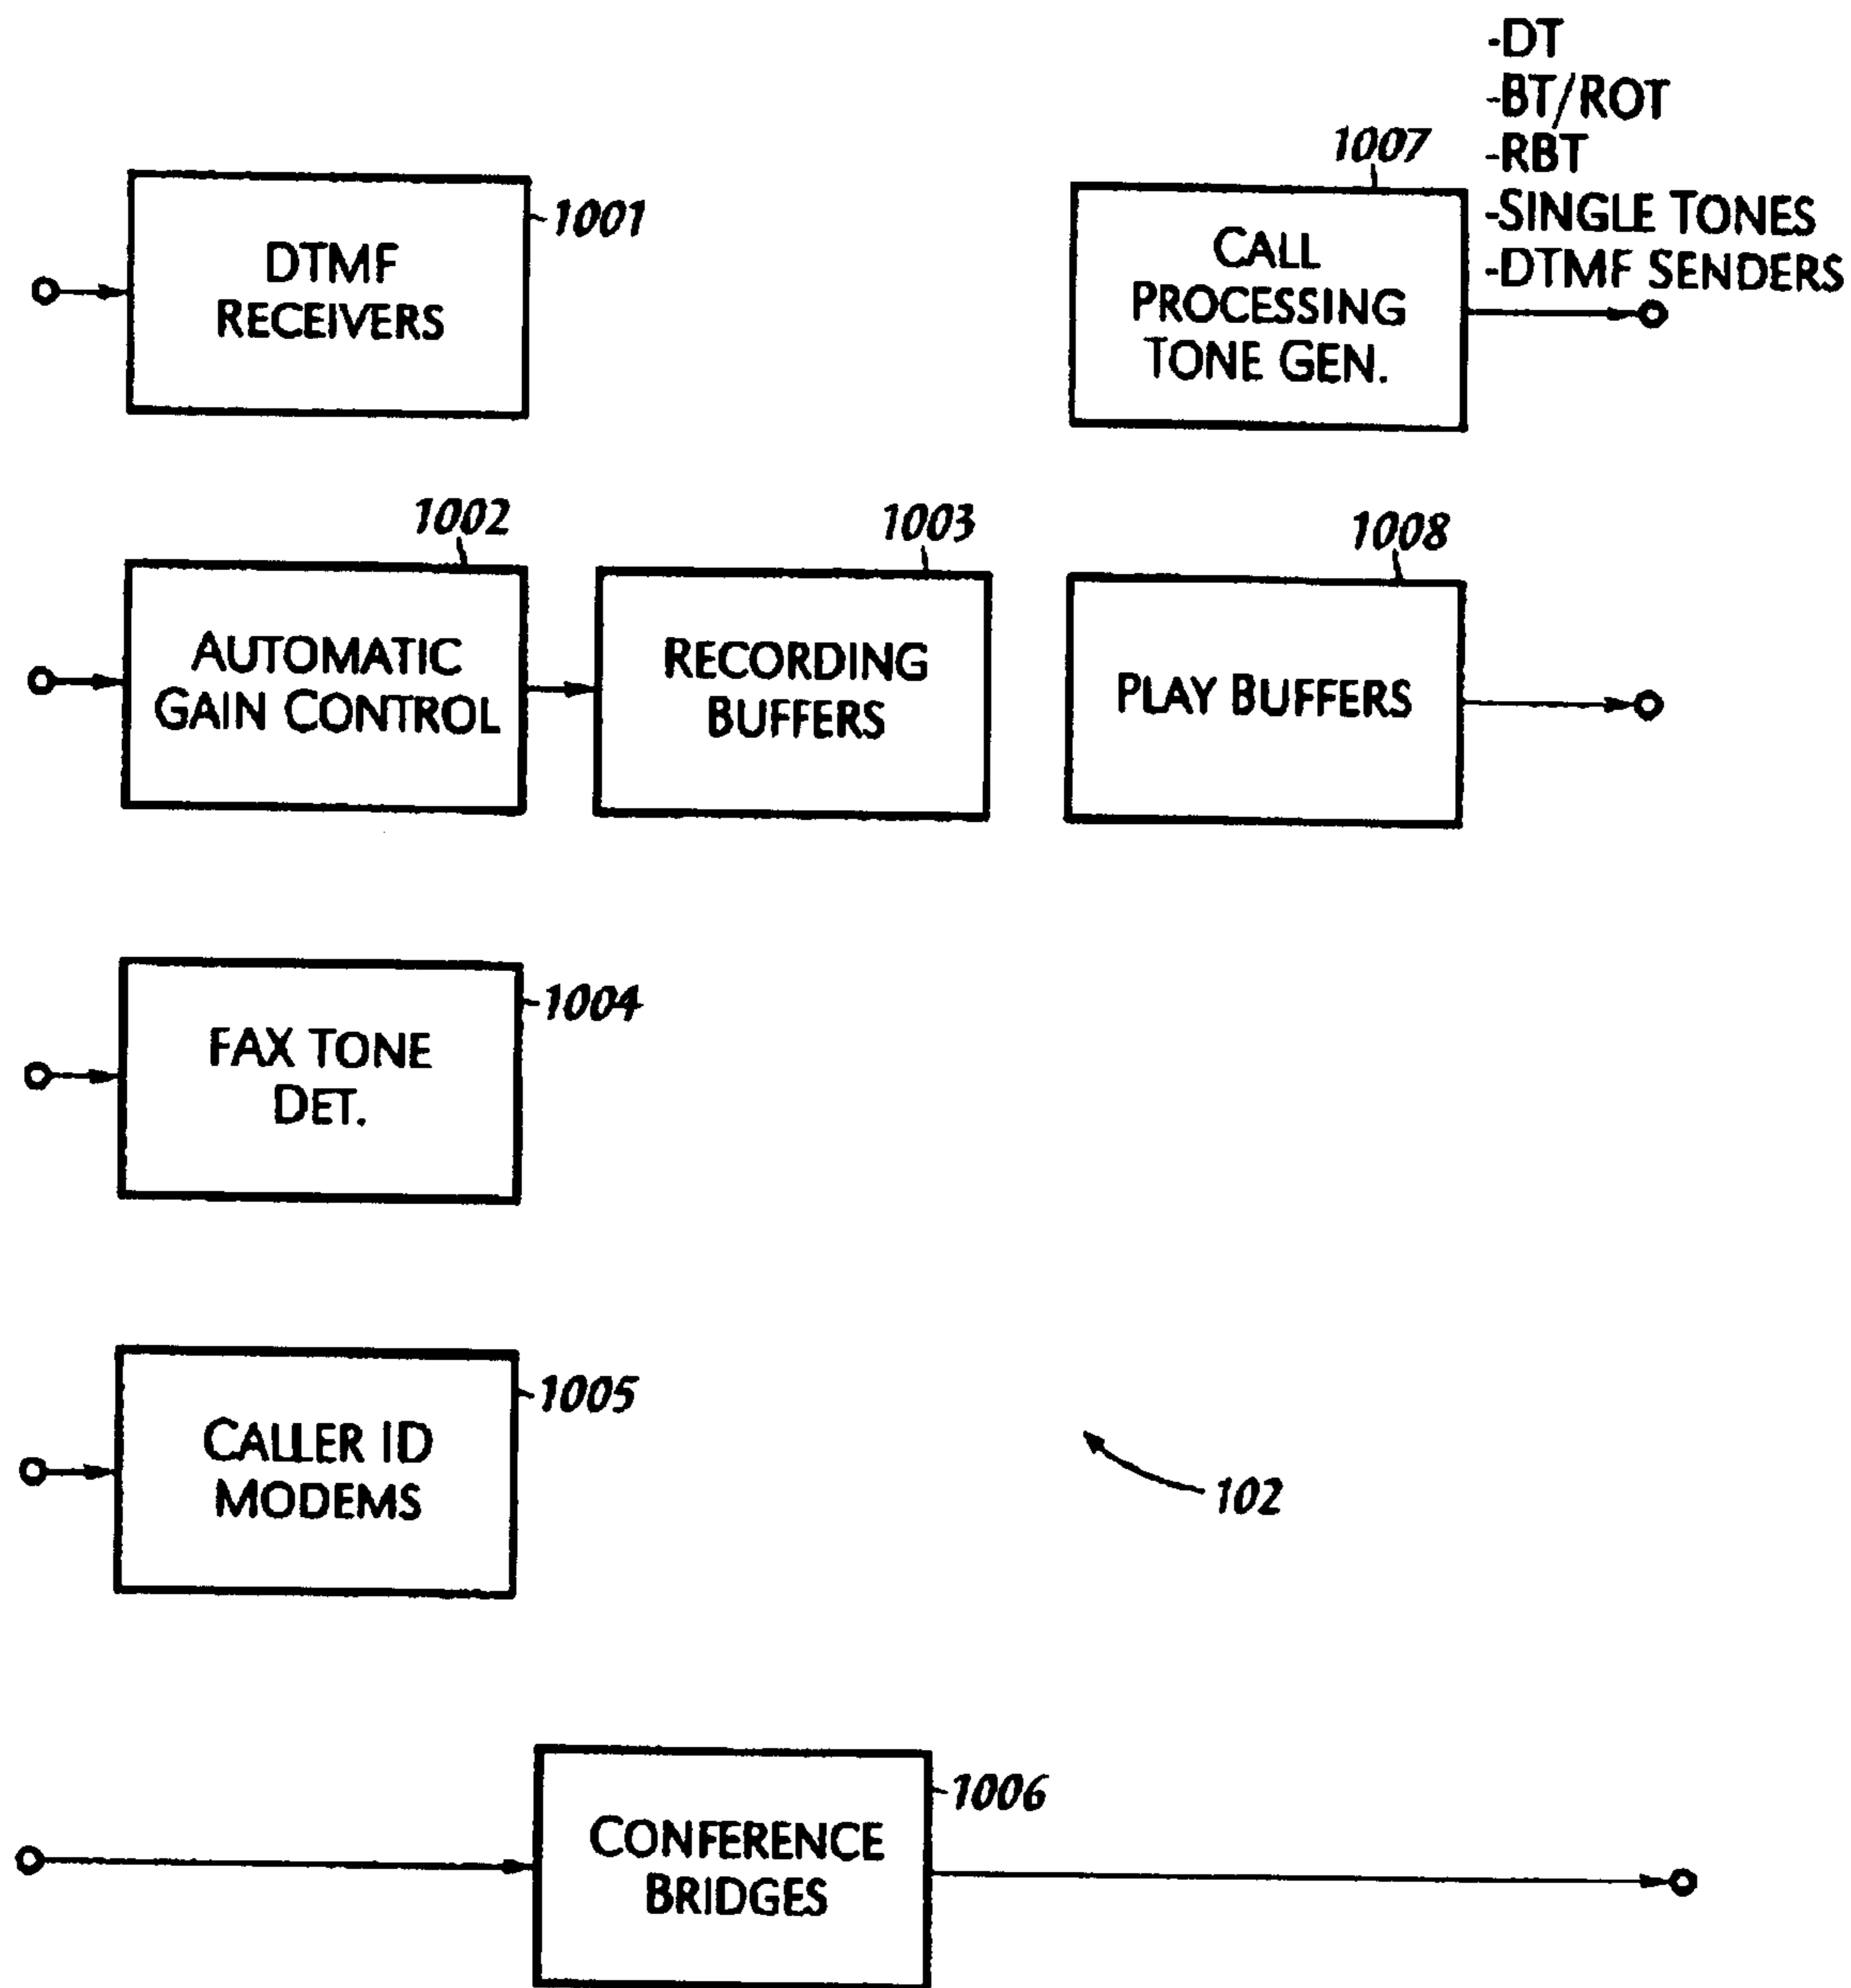 -DT
-BT/ROT
-RBT
-SINGLE TONES
-DTMF SENDERS
1007
1001
DTMF
RECEIVERS
CALL
PROCESSING
TONE GEN.
1002
1003
1008
AUTOMATIC
GAIN CONTROL
RECORDING
BUFFERS
PLAY BUFFERS
1004
FAX TONE
DET.
1005
CALLER ID
MODEMS
102
1006
CONFERENCE
BRIDGES